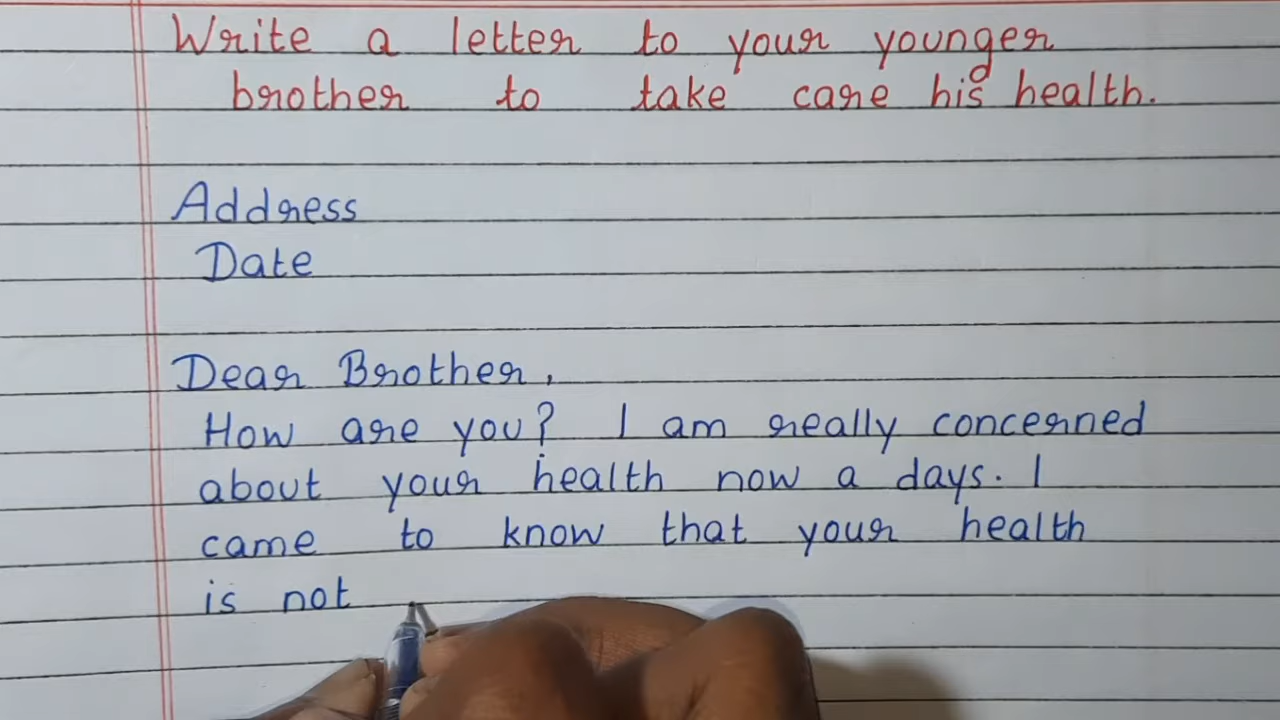 Write a letter to your younger
brother to take care his health.
Address
Date
Dear Brother,
How are you? I am really concerned
about your health now a days. I
came to know that your health
is not